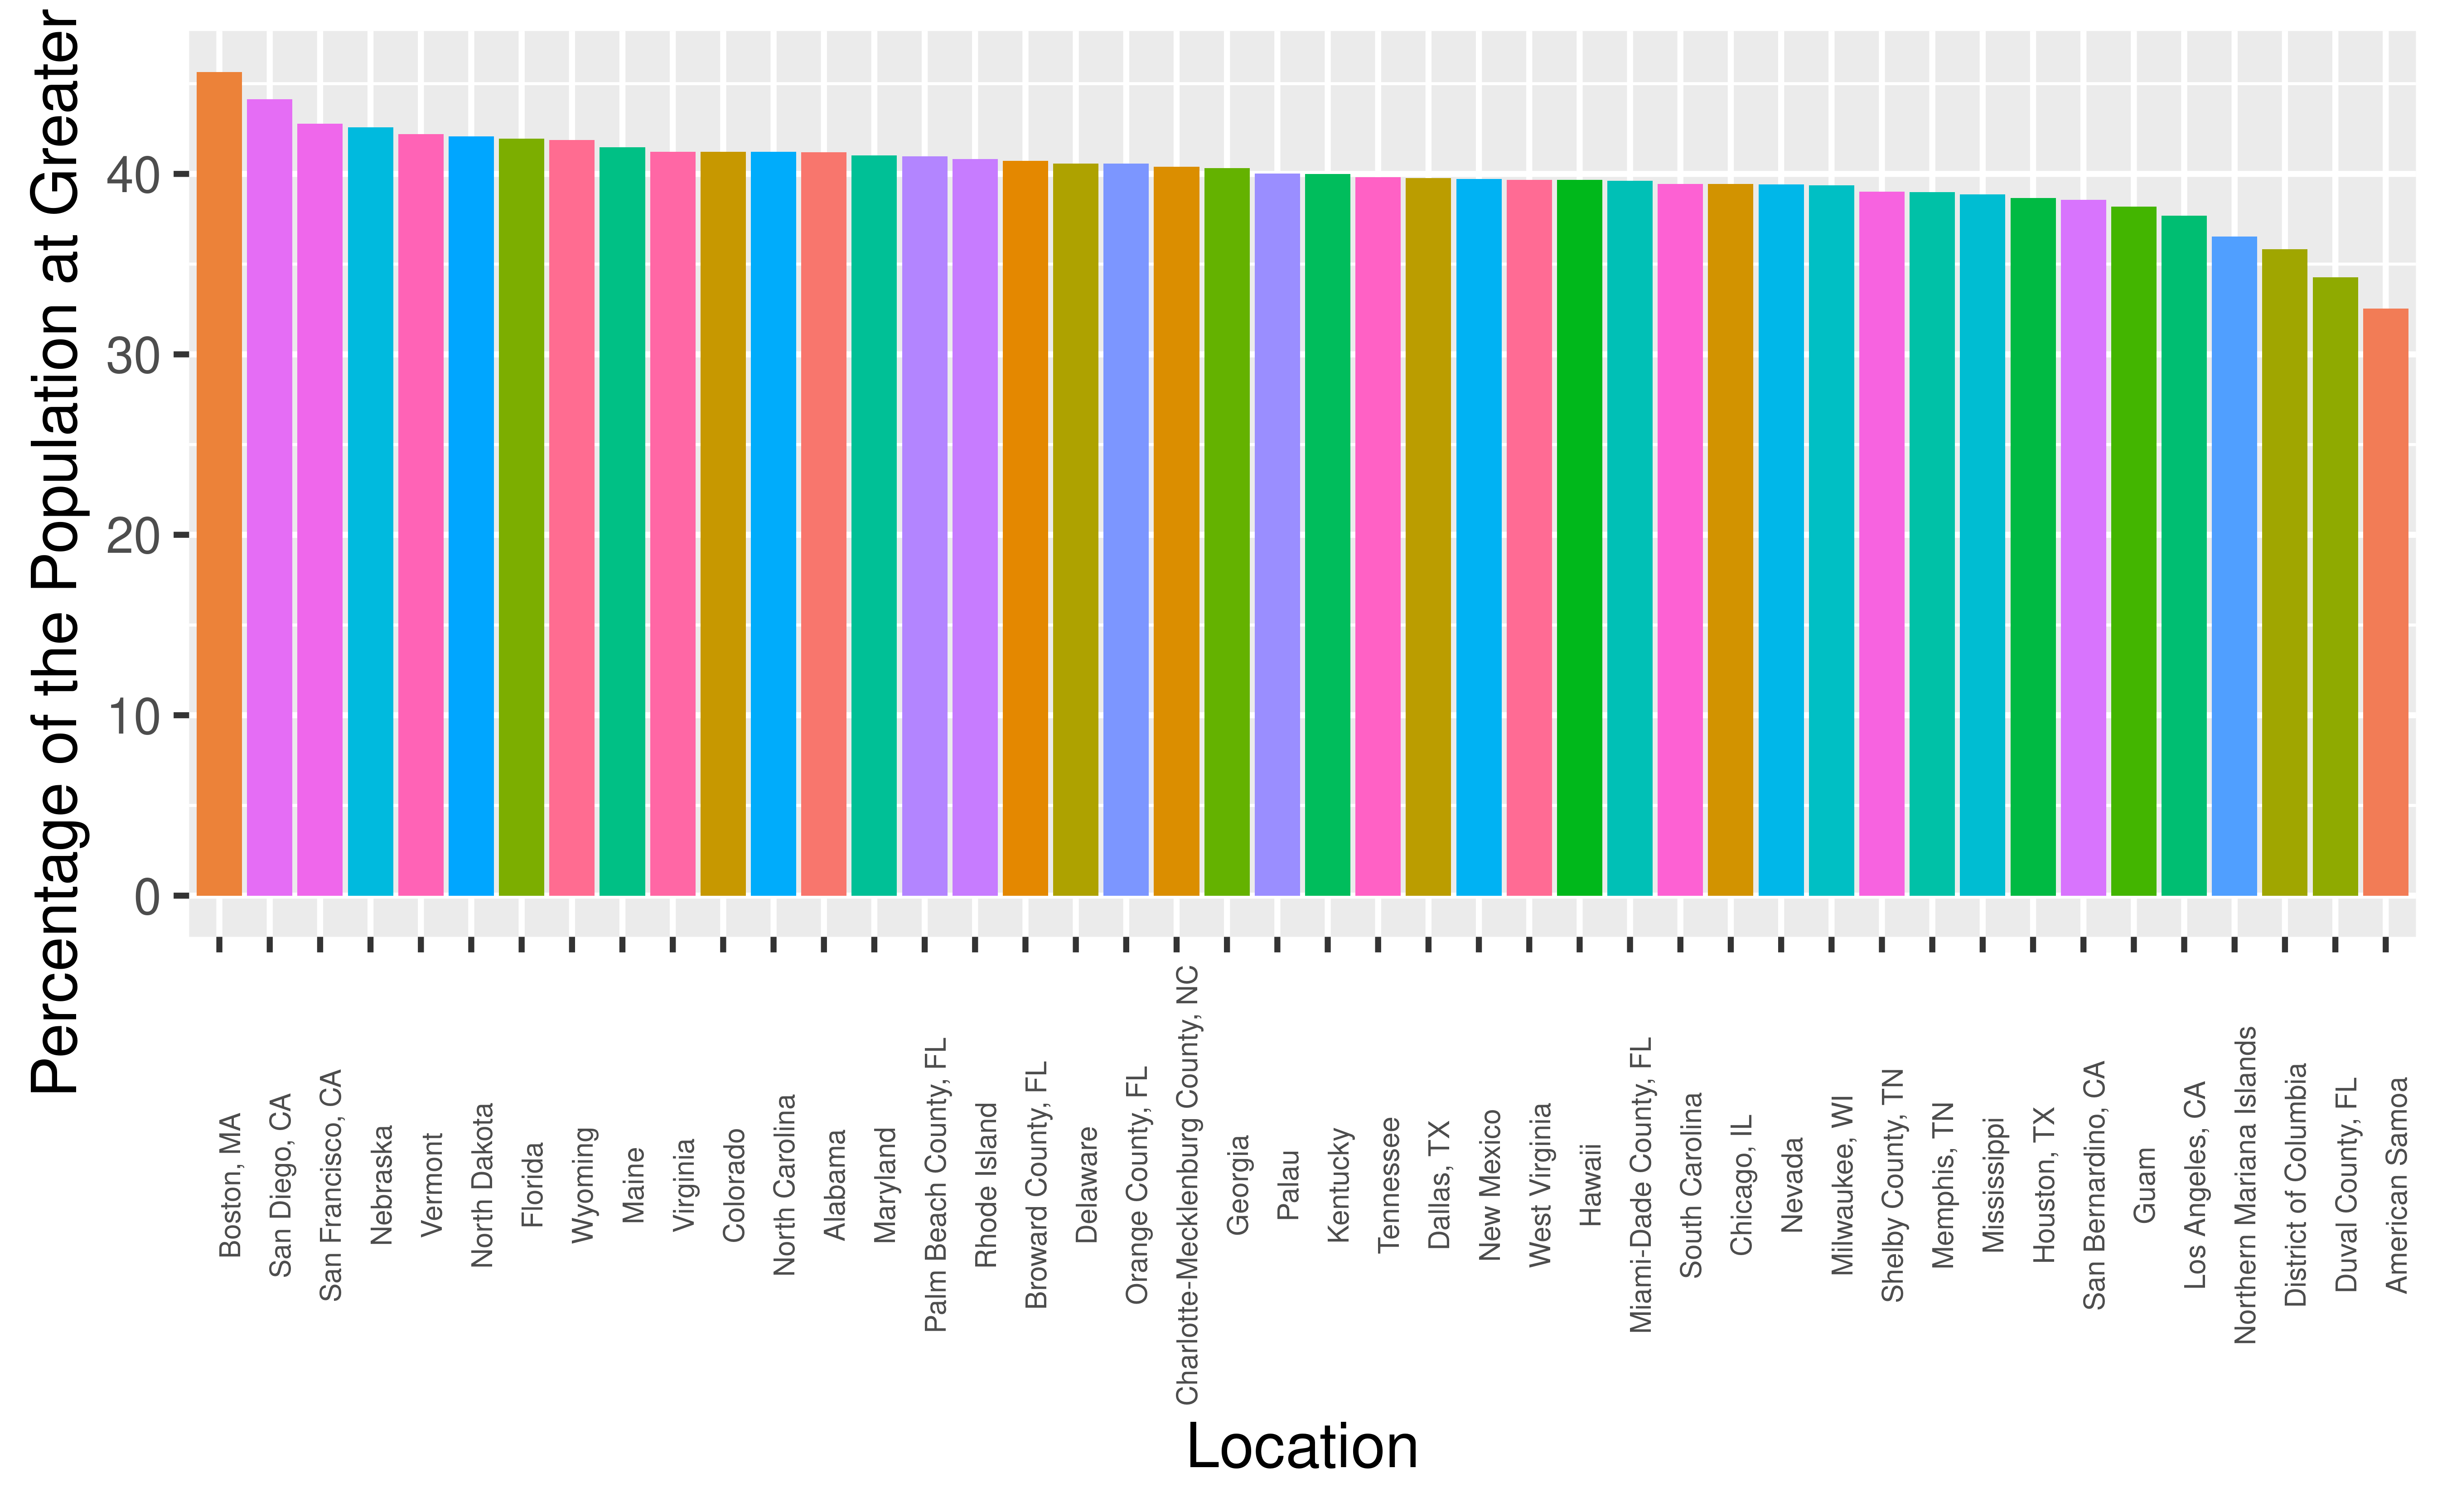 Percentage of the Population at Greater
40
30
20
10
0
Boston, MA
San Diego, CA
San Francisco, CA
Nebraska
Vermont
North Dakota
Florida
Wyoming
Maine
Virginia
Colorado
North Carolina
Alabama
Maryland
Palm Beach County, FL
Rhode Island
Broward County, FL
Delaware
Orange County, FL
Charlotte-Mecklenburg County, NC
Georgia
Palau
Kentucky
Tennessee
Dallas, TX
New Mexico
West Virginia
Hawaii
Miami-Dade County, FL
South Carolina
Chicago, IL
Nevada
Milwaukee, WI
Shelby County, TN
Memphis, TN
Mississippi
Houston, TX
San Bernardino, CA
Guam
Los Angeles, CA
Northern Mariana Islands
District of Columbia
Duval County, FL
American Samoa
Location